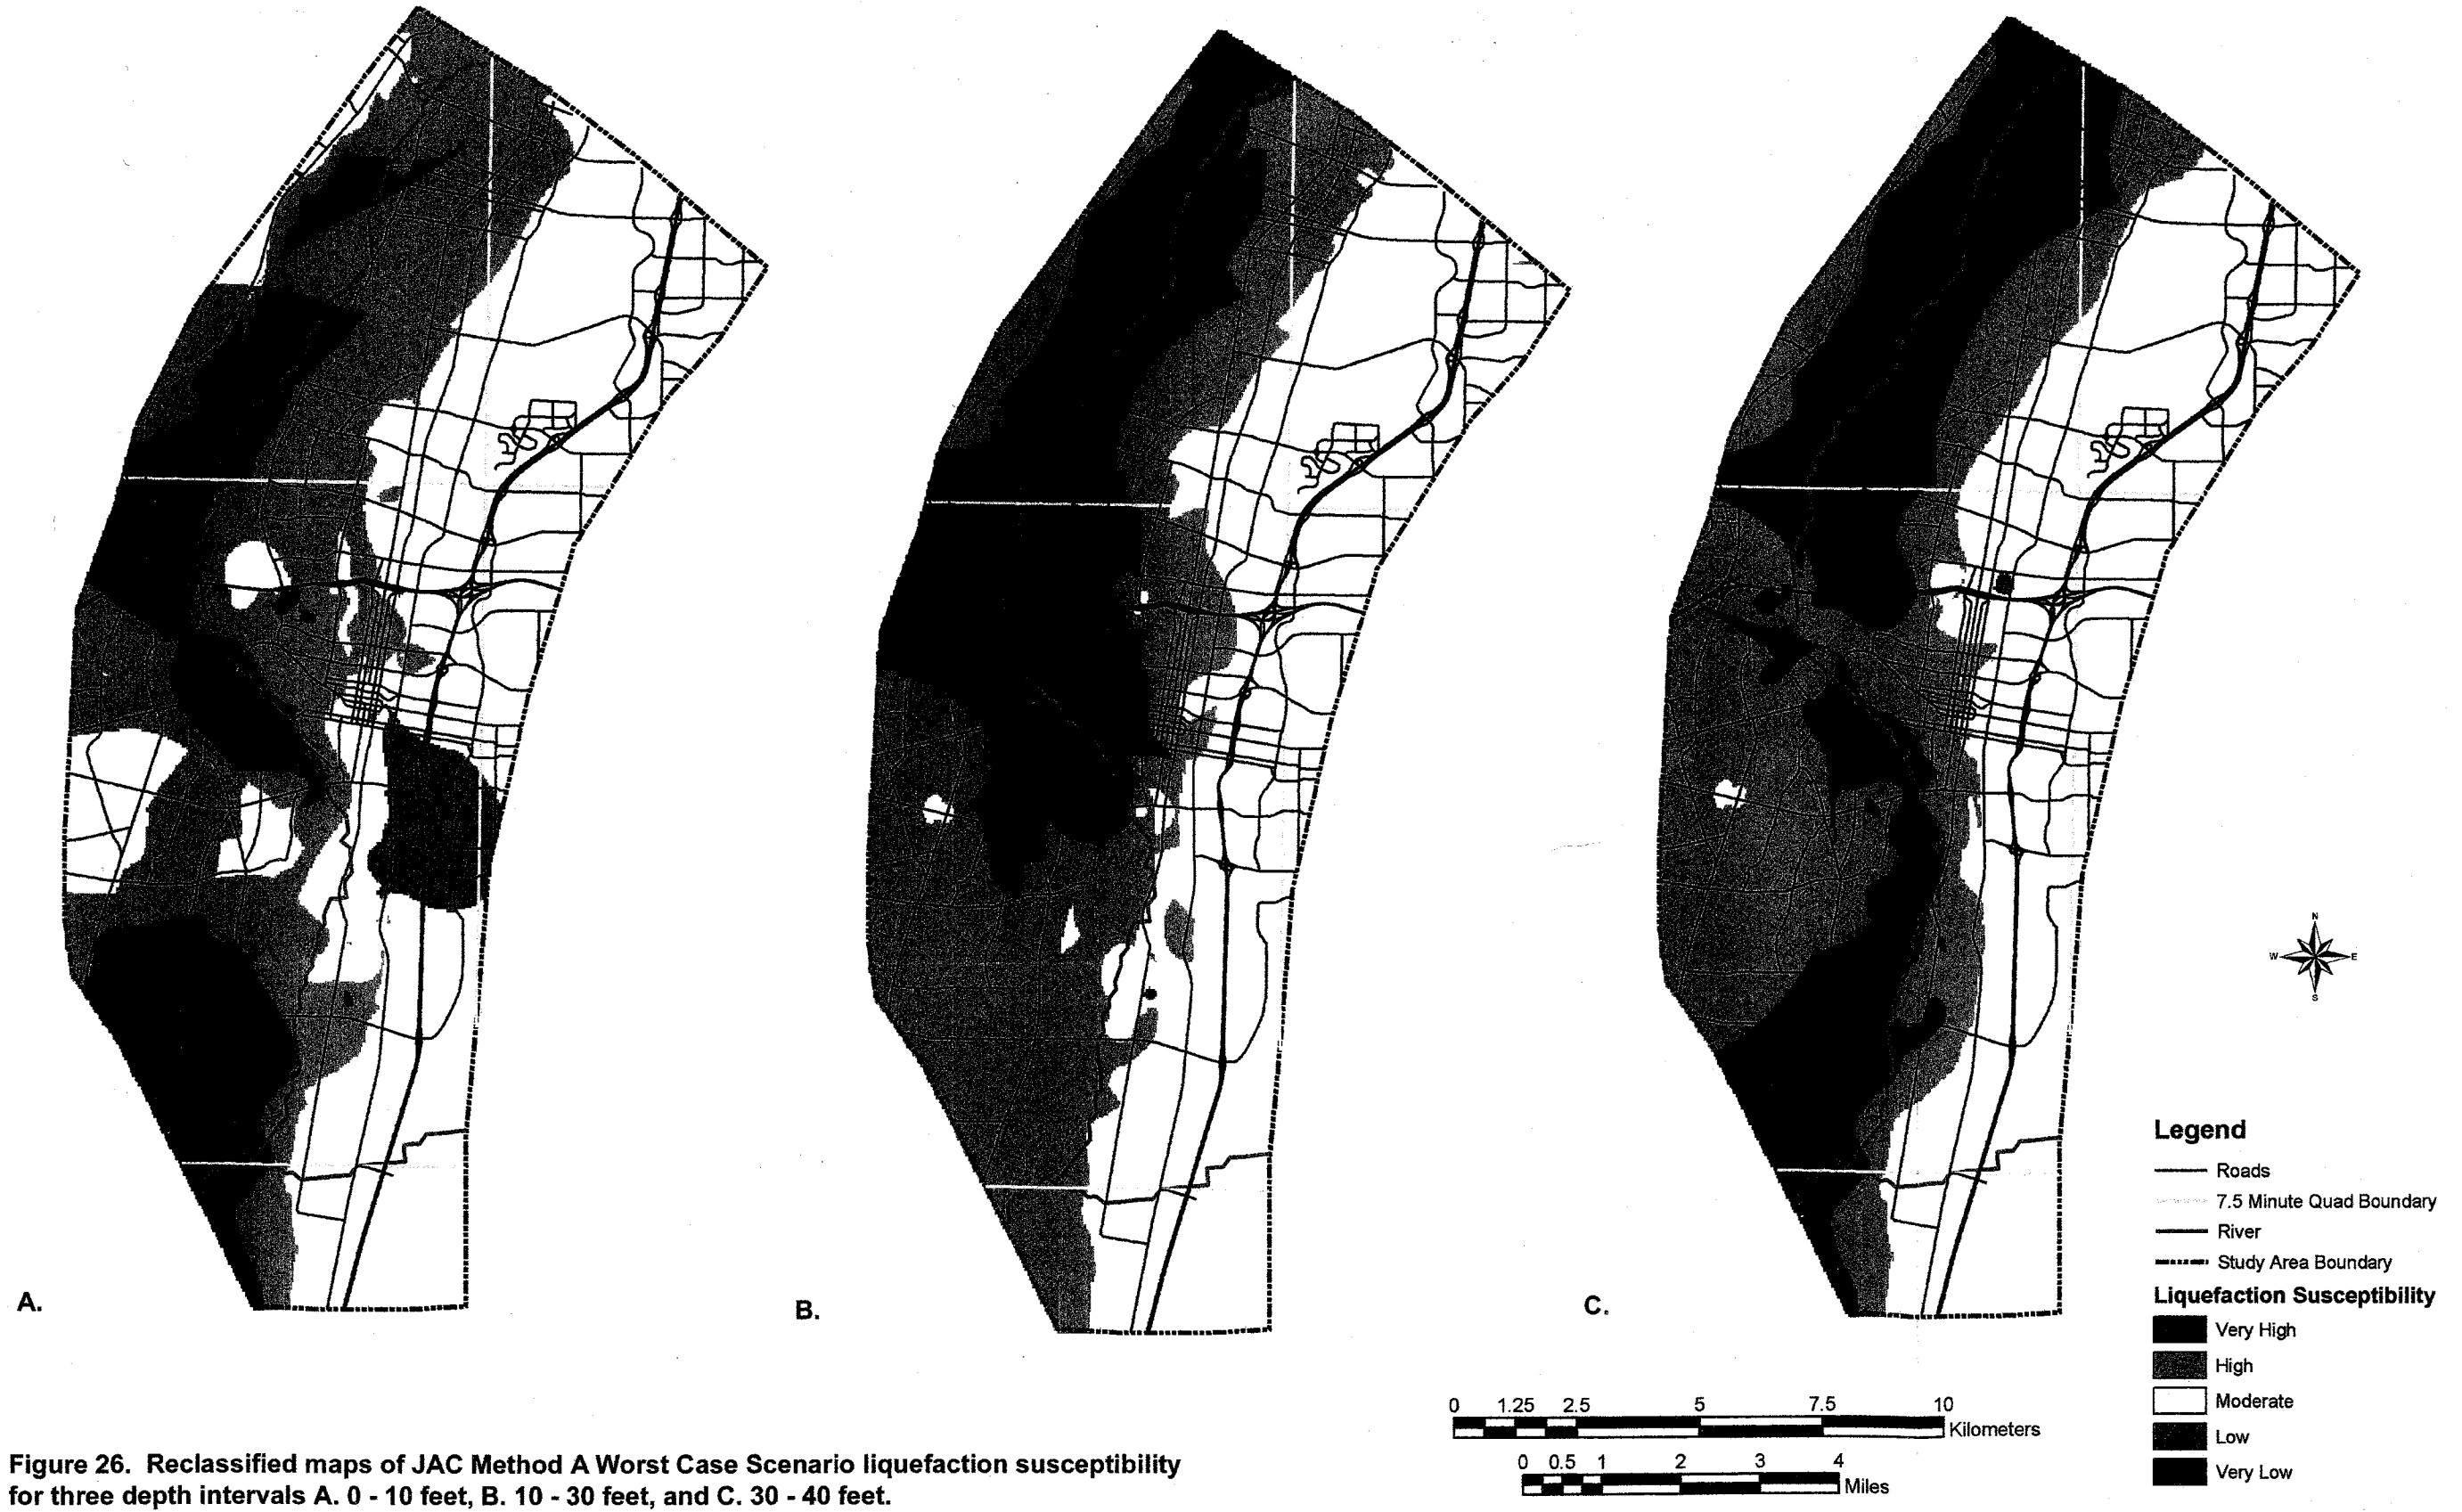 A.
B.
C.
N
W
E
S
Legend
Roads
7.5 Minute Quad Boundary
River
Study Area Boundary
Liquefaction Susceptibility
Very High
High
Moderate
Low
Very Low
0 1.25 2.5 5 7.5 10
Kilometers
0 0.5 1 2 3 4
Miles
Figure 26. Reclassified maps of JAC Method A Worst Case Scenario liquefaction susceptibility
for three depth intervals A. 0 - 10 feet, B. 10 - 30 feet, and C. 30 - 40 feet.